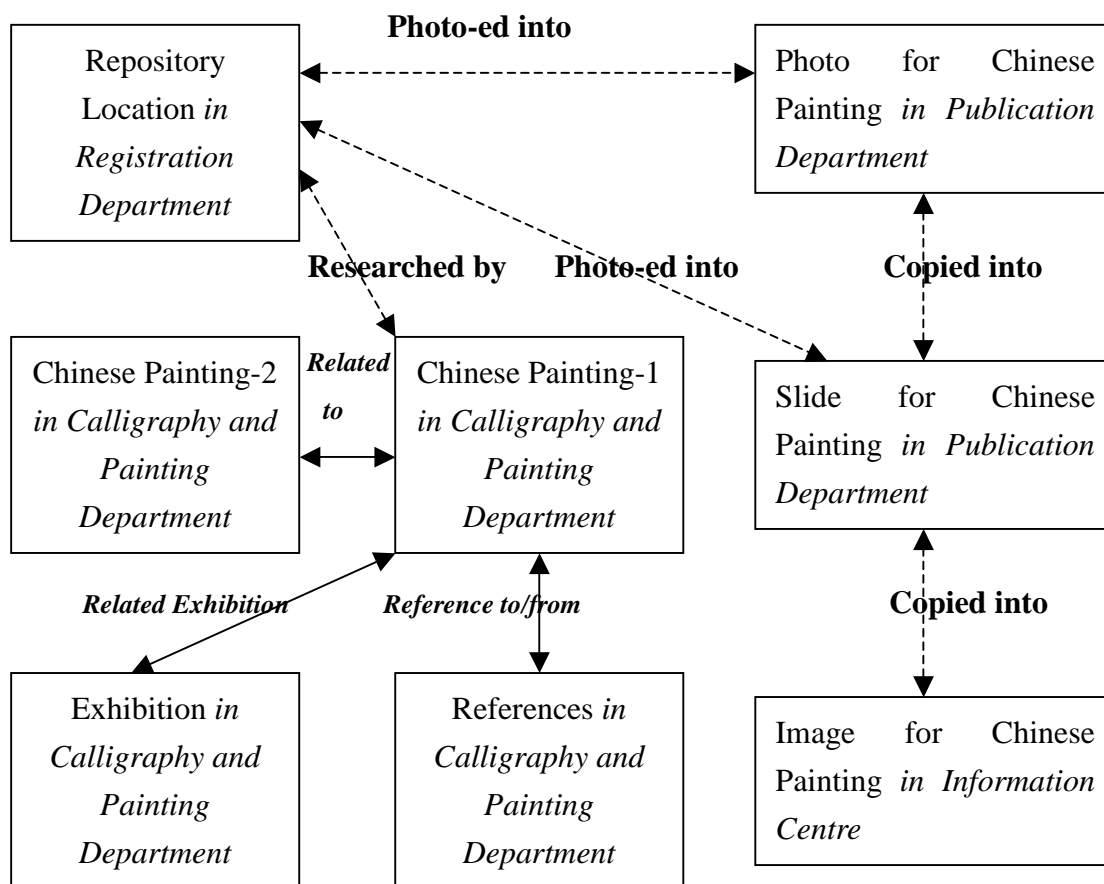 Photo-ed into
Repository
Location in
Registration
Department
Photo for Chinese
Painting in Publication
Department
Researched by
Photo-ed into
Copied into
Chinese Painting-2
in Calligraphy and
Painting
Department
Related
to
Chinese Painting-1
in Calligraphy and
Painting
Department
Slide for Chinese
Painting in Publication
Department
Related Exhibition
Reference to/from
Copied into
Exhibition in
Calligraphy and
Painting
Department
References in
Calligraphy and
Painting
Department
Image for Chinese
Painting in Information
Centre